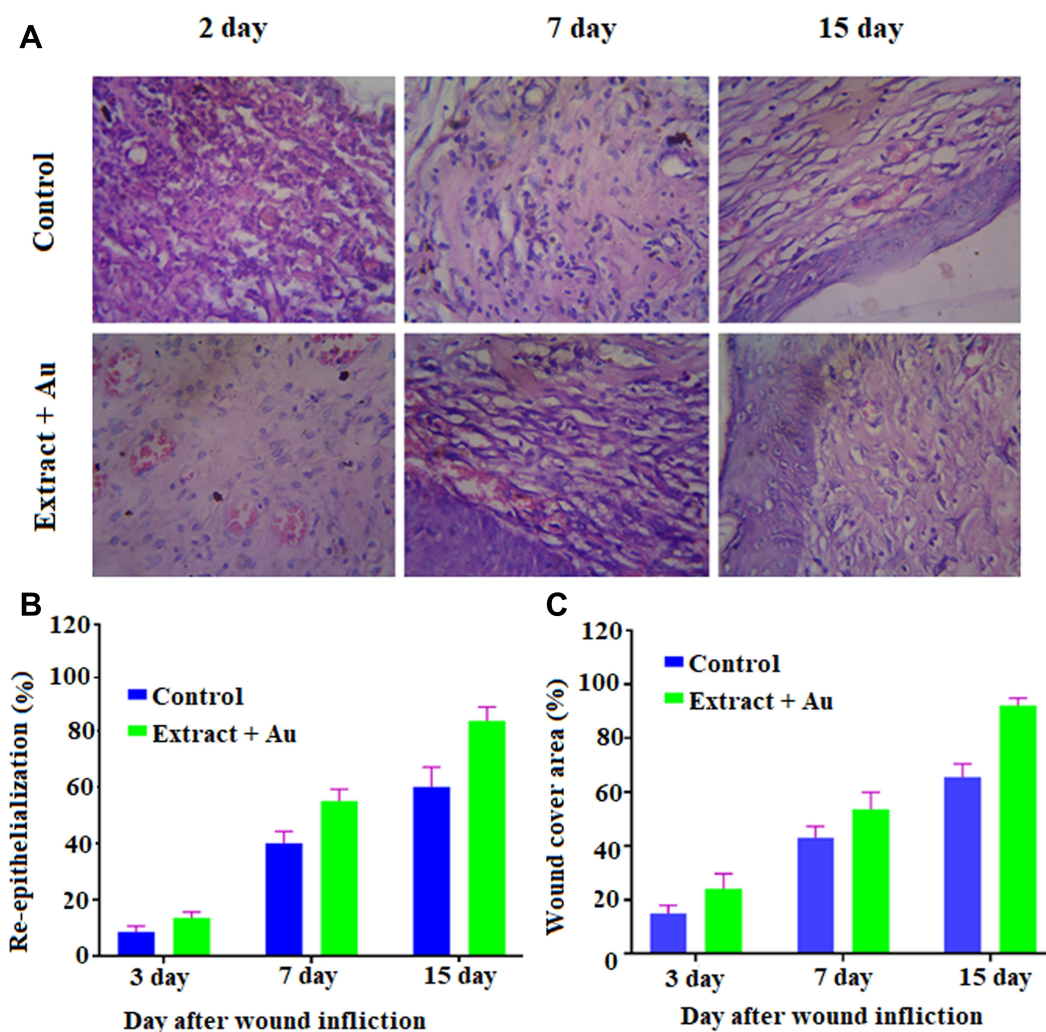 A
2 day
7 day
15 day
Control
Extract + Au
B
120
100
80
60
40
20
0
Re-epithelialization (%)
Control
Extract + Au
3 day
7 day
15 day
Day after wound infliction
C
120
100
80
60
40
20
0
Wound cover area (%)
Control
Extract + Au
3 day
7 day
15 day
Day after wound infliction